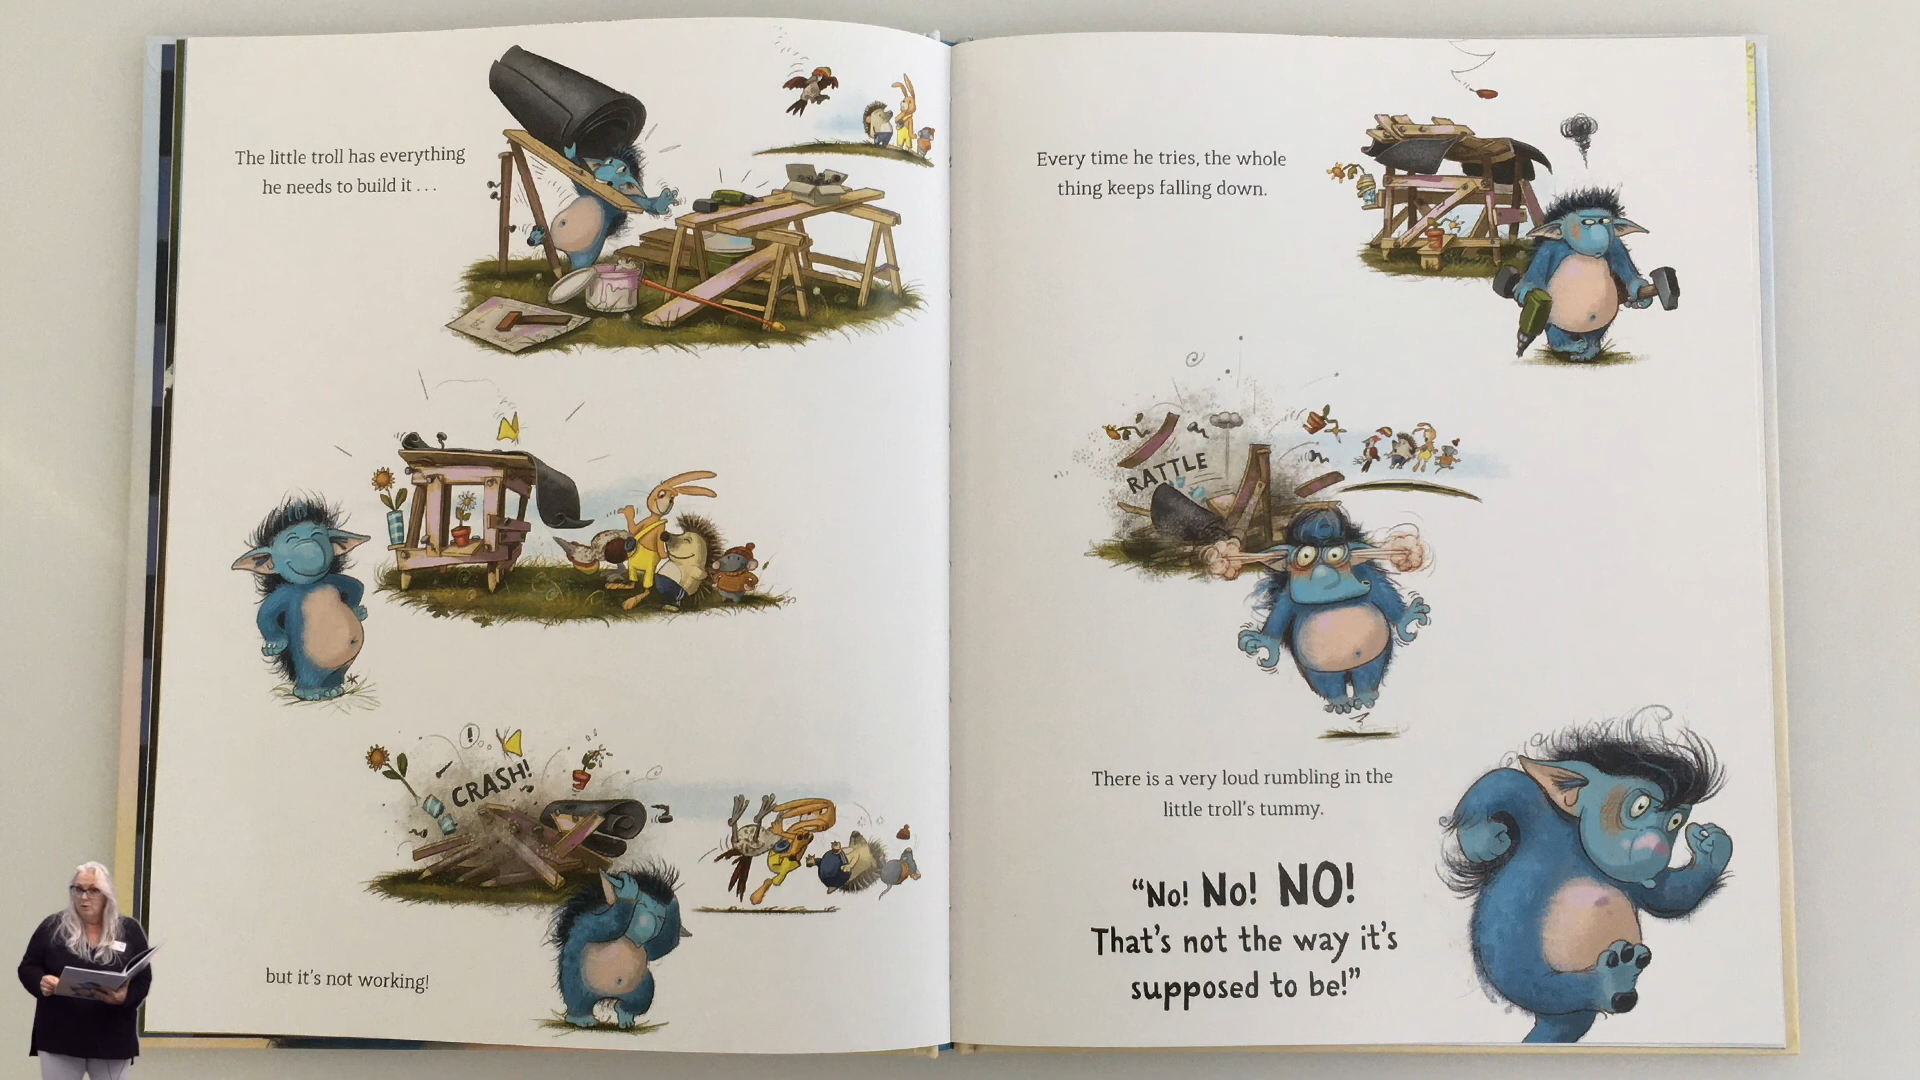 The little troll has everything
he needs to build it . . .
CRASH!
but it's not working!
Every time he tries, the whole
thing keeps falling down.
RATTLE
There is a very loud rumbling in the
little troll's tummy.
“No! No! NO!
That's not the way it's
supposed to be!”